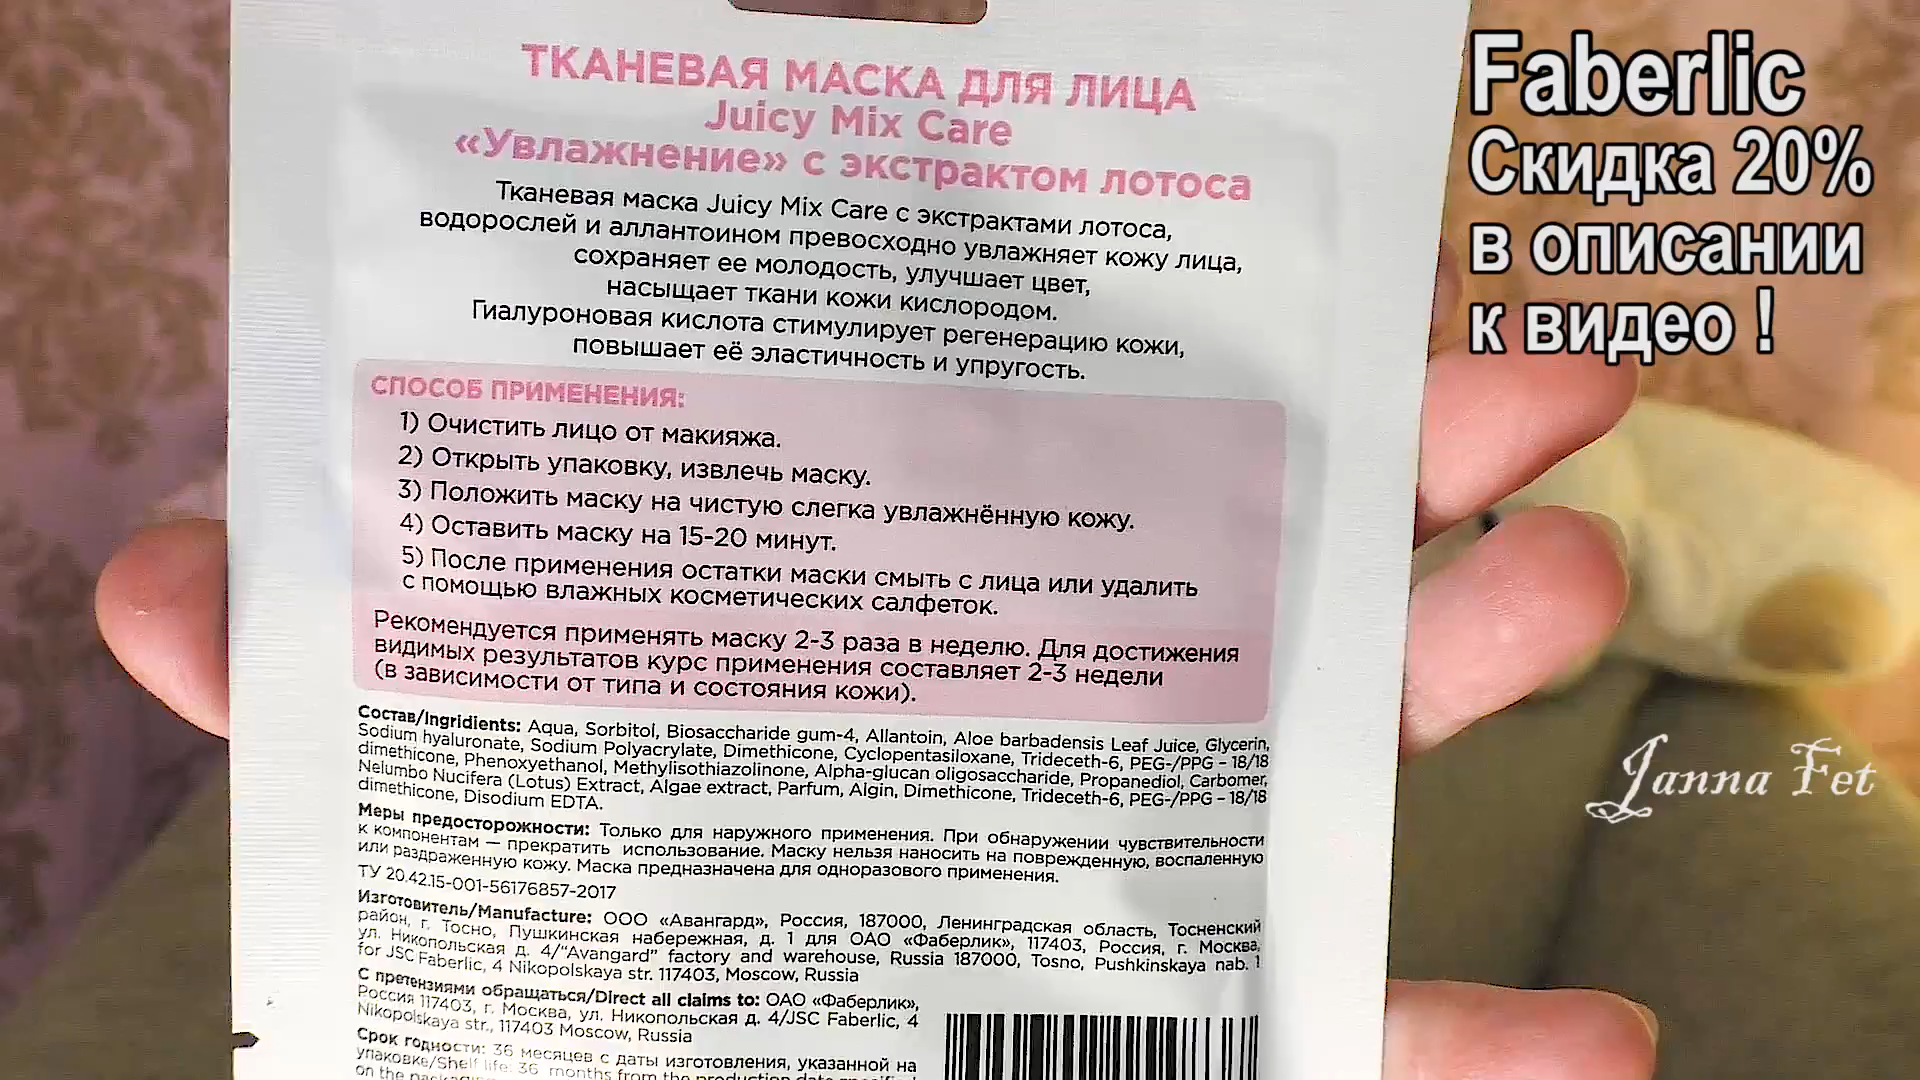 ТКАНЕВАЯ МАСКА ДЛЯ ЛИЦА
Juicy Mix Care
«Увлажнение» с экстрактом лотоса
Тканевая маска Juicy Mix Care с экстрактами лотоса,
водорослей и аллантоином превосходно увлажняет кожу лица,
сохраняет ее молодость, улучшает цвет,
насыщает ткани кожи кислородом.
Гиалуроновая кислота стимулирует регенерацию кожи,
повышает её эластичность и упругость.
СПОСОБ ПРИМЕНЕНИЯ:
1) Очистить лицо от макияжа.
2) Открыть упаковку, извлечь маску.
3) Положить маску на чистую слегка увлажнённую кожу.
4) Оставить маску на 15-20 минут.
5) После применения остатки маски смыть с лица или удалить
с помощью влажных косметических салфеток.
Рекомендуется применять маску 2-3 раза в неделю. Для достижения
видимых результатов курс применения составляет 2-3 недели
(в зависимости от типа и состояния кожи).
Состав/Ingridients: Aqua, Sorbitol, Biosaccharide gum-4, Allantoin, Aloe barbadensis Leaf Juice, Glycerin,
Sodium hyaluronate, Sodium Polyacrylate, Dimethicone, Cyclopentasiloxane, Trideceth-6, PEG-/PPG – 18/18
dimethicone, Phenoxyethanol, Methylisothiazolinone, Alpha-glucan oligosaccharide, Propanediol, Carbomer,
Nelumbo Nucifera (Lotus) Extract, Algae extract, Parfum, Algin, Dimethicone, Trideceth-6, PEG-/PPG – 18/18
dimethicone, Disodium EDTA.
Меры предосторожности: Только для наружного применения. При обнаружении чувствительности
к компонентам — прекратить использование. Маску нельзя наносить на поврежденную, воспаленную
или раздраженную кожу. Маска предназначена для одноразового применения.
ТУ 20.42.15-001-56176857-2017
Изготовитель/Manufacture: ООО «Авангард», Россия, 187000, Ленинградская область, Тосненский
район, г. Тосно, Пушкинская набережная, д. 1 для ОАО «Фаберлик», 117403, Россия, г. Москва,
ул. Никопольская д. 4/"Avangard" factory and warehouse, Russia 187000, Tosno, Pushkinskaya nab. 1
for JSC Faberlic, 4 Nikopolskaya str. 117403, Moscow, Russia
С претензиями обращаться/Direct all claims to: ОАО «Фаберлик»,
Россия 117403, г. Москва, ул. Никопольская д. 4/JSC Faberlic, 4
Nikopolskaya str., 117403 Moscow, Russia
Срок годности: 36 месяцев с даты изготовления, указанной на
упаковке/Shelf life: 36 months from the production date
on the
Faberlic
Скидка 20%
в описании
к видео !
Janna Fet